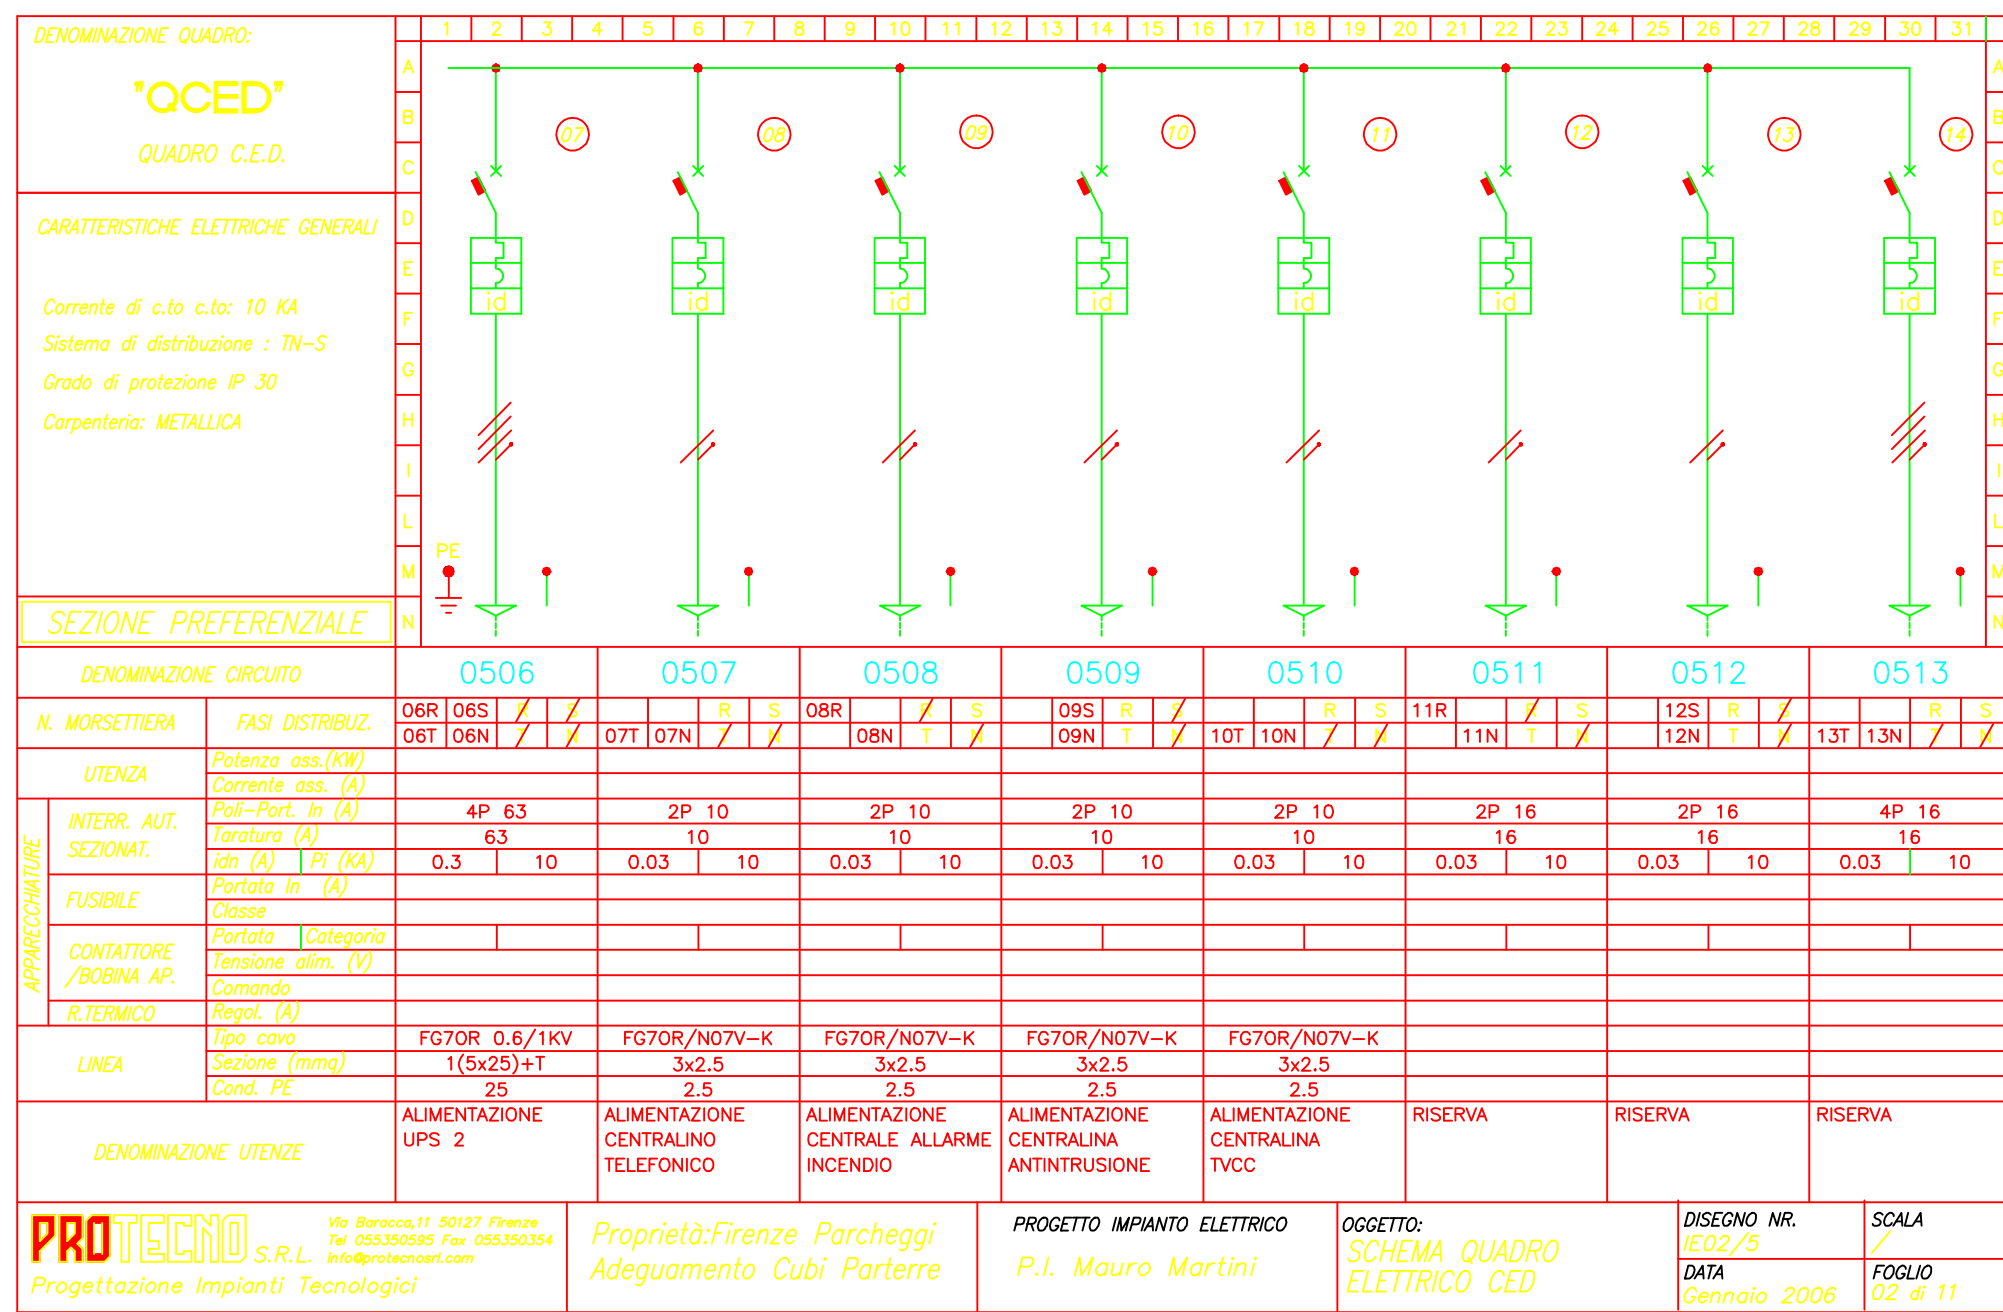 DENOMINAZIONE QUADRO:
"QCED"
QUADRO C.E.D.
CARATTERISTICHE ELETTRICHE GENERALI
Corrente di c.to c.to: 10 KA
Sistema di distribuzione : TN-S
Grado di protezione IP 30
Carpenteria: METALLICA
SEZIONE PREFERENZIALE
1 2 3 4 5 6 7 8 9 10 11 12 13 14 15 16 17 18 19 20 21 22 23 24 25 26 27 28 29 30 31
A A
B B
C C
D D
E E
F F
G G
H H
I I
L L
M M
N N
07 08 09 10 11 12 13 14
id id id id id id id id
PE
DENOMINAZIONE CIRCUITO 0506 0507 0508 0509 0510 0511 0512 0513
N. MORSETTIERA FASI DISTRIBUZ.
06R 06S R S R S 08R R S 09S R S R S 11R R S 12S R S R S
06T 06N T N 07T 07N T N 08N T N 09N T N 10T 10N T N 11N T N 12N T N 13T 13N T N
UTENZA
Potenza ass.(KW)
Corrente ass. (A)
APPARECCHIATURE
INTERR. AUT.
SEZIONAT.
Poli-Port. In (A) 4P 63 2P 10 2P 10 2P 10 2P 10 2P 16 2P 16 4P 16
Taratura (A) 63 10 10 10 10 16 16 16
idn (A) Pi (KA) 0.3 10 0.03 10 0.03 10 0.03 10 0.03 10 0.03 10 0.03 10 0.03 10
FUSIBILE
Portata In (A)
Classe
CONTATTORE
/BOBINA AP.
Portata Categoria
Tensione alim. (V)
Comando
R.TERMICO Regol. (A)
LINEA
Tipo cavo FG7OR 0.6/1KV FG7OR/N07V-K FG7OR/N07V-K FG7OR/N07V-K FG7OR/N07V-K
Sezione (mmq) 1(5x25)+T 3x2.5 3x2.5 3x2.5 3x2.5
Cond. PE 25 2.5 2.5 2.5 2.5
DENOMINAZIONE UTENZE
ALIMENTAZIONE
UPS 2
ALIMENTAZIONE
CENTRALINO
TELEFONICO
ALIMENTAZIONE
CENTRALE ALLARME
INCENDIO
ALIMENTAZIONE
CENTRALINA
ANTINTRUSIONE
ALIMENTAZIONE
CENTRALINA
TVCC
RISERVA
RISERVA
RISERVA
PROTECNO S.R.L.
Via Baracca,11 50127 Firenze
Tel 055350595 Fax 055350354
info@protecnosrl.com
Progettazione Impianti Tecnologici
Proprietà:Firenze Parcheggi
Adeguamento Cubi Parterre
PROGETTO IMPIANTO ELETTRICO
P.I. Mauro Martini
OGGETTO:
SCHEMA QUADRO
ELETTRICO CED
DISEGNO NR.
IE02/5
SCALA
/
DATA
Gennaio 2006
FOGLIO
02 di 11